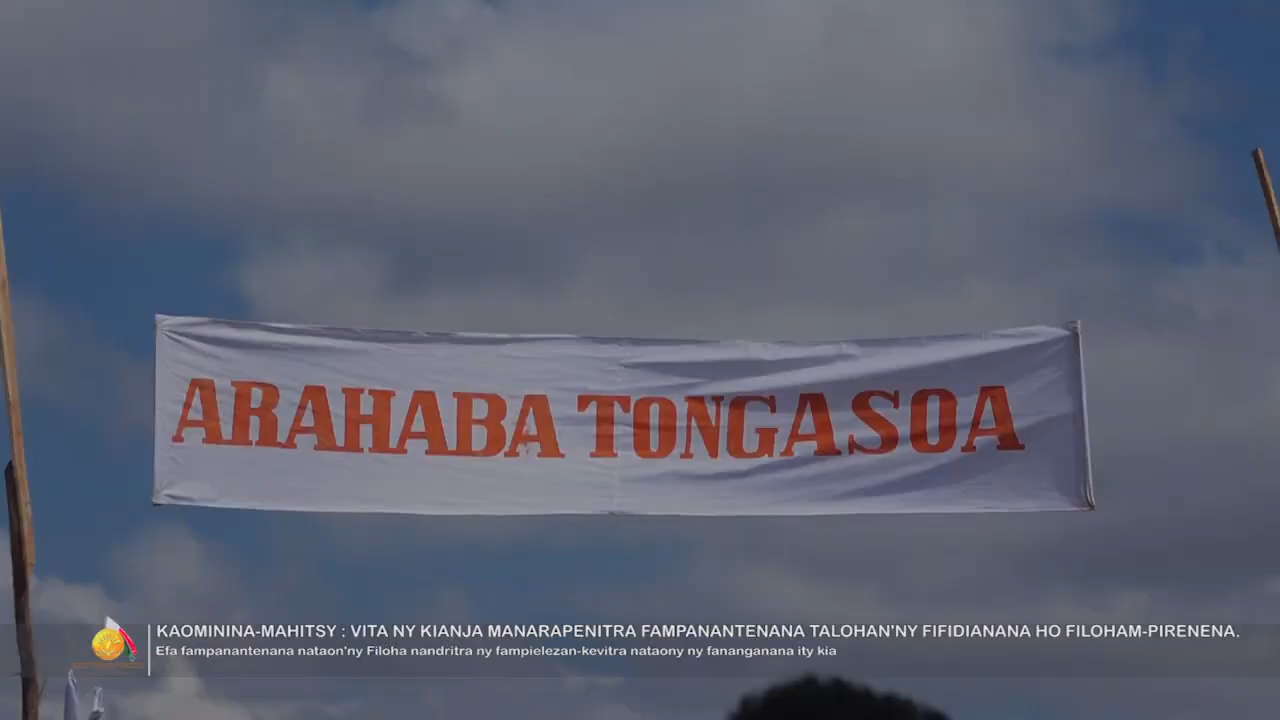 ARAHABA TONGASOA
KAOMININA-MAHITSY : VITA NY KIANJA MANARAPENITRA FAMPANANTENANA TALOHAN'NY FIFIDIANANA HO FILOHAM-PIRENENA.
Efa fampanantenana nataon'ny Filoha nandritra ny fampielezan-kevitra nataony ny fananganana ity kia